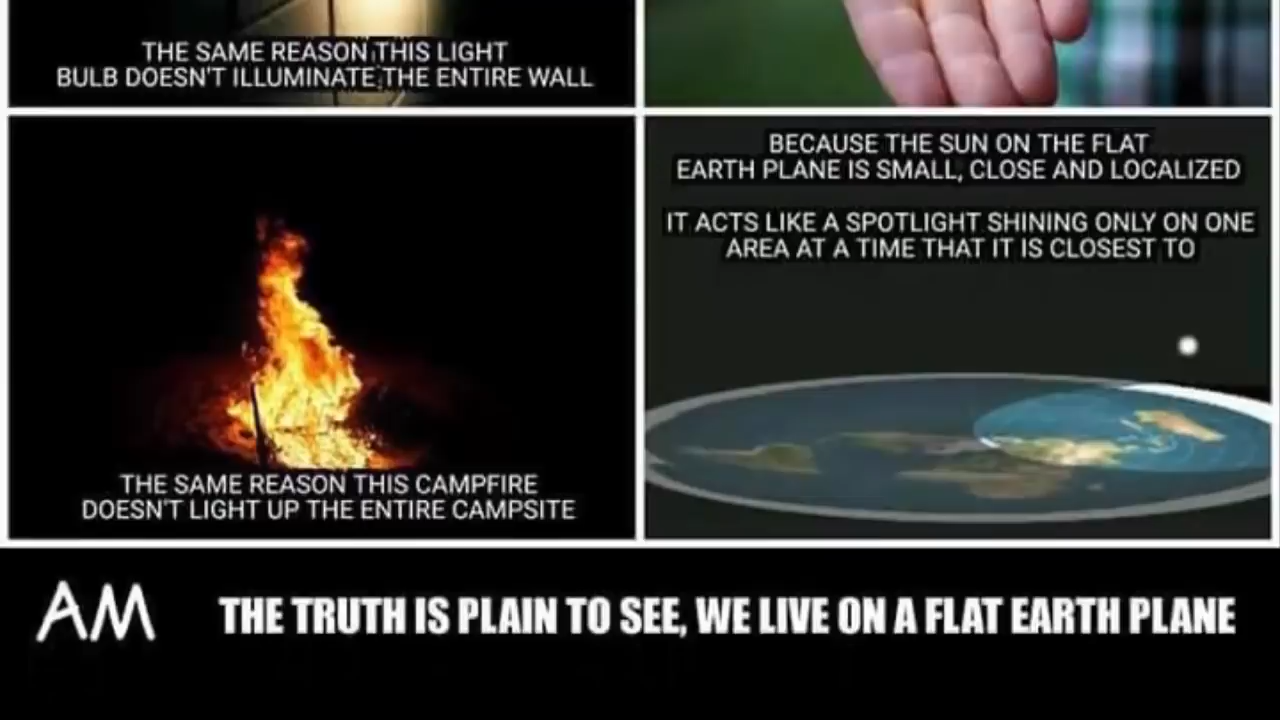 THE SAME REASON THIS LIGHT
BULB DOESN'T ILLUMINATE THE ENTIRE WALL
BECAUSE THE SUN ON THE FLAT
EARTH PLANE IS SMALL, CLOSE AND LOCALIZED
IT ACTS LIKE A SPOTLIGHT SHINING ONLY ON ONE
AREA AT A TIME THAT IT IS CLOSEST TO
THE SAME REASON THIS CAMPFIRE
DOESN'T LIGHT UP THE ENTIRE CAMPSITE
AM THE TRUTH IS PLAIN TO SEE, WE LIVE ON A FLAT EARTH PLANE